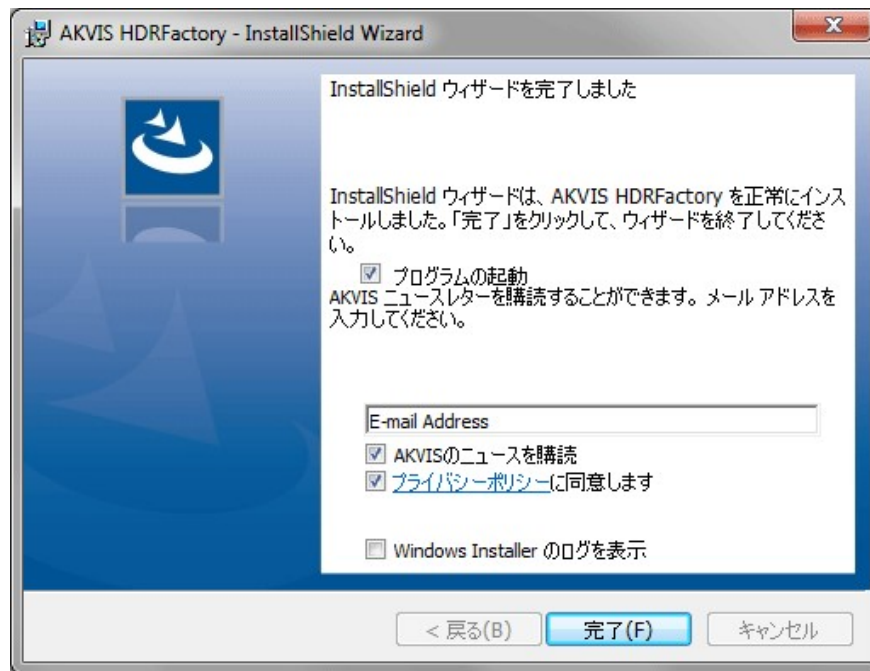 AKVIS HDRFactory - InstallShield Wizard
InstallShield ウィザードを完了しました
InstallShield ウィザードは、AKVIS HDRFactory を正常にインス
トールしました。「完了」をクリックして、ウィザードを終了してくださ
い。
プログラムの起動
AKVIS ニュースレターを購読することができます。メール アドレスを
入力してください。
E-mail Address
AKVISのニュースを購読
プライバシーポリシーに同意します
Windows Installer のログを表示
< 戻る(B)
完了(F)
キャンセル